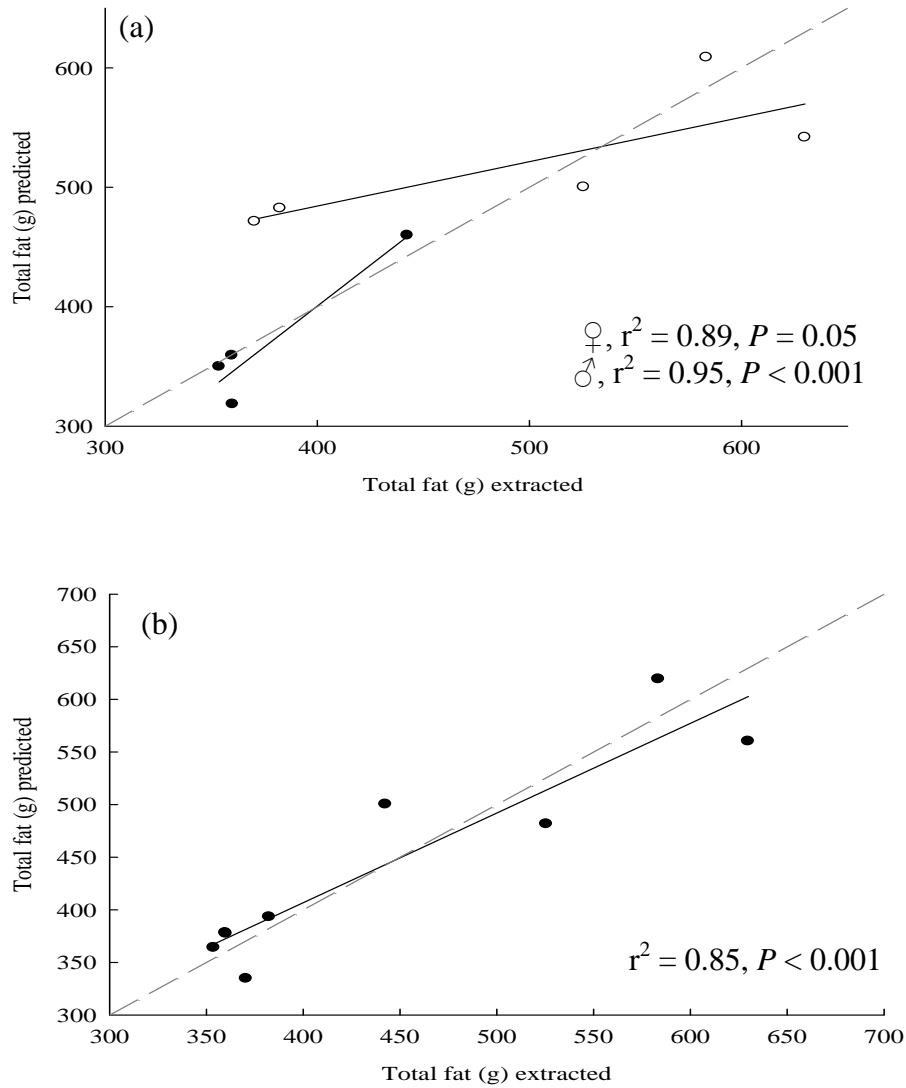 (a)
600
500
400
300
Total fat (g) predicted
♀, r² = 0.89, P = 0.05
♂, r² = 0.95, P < 0.001
300 400 500 600
Total fat (g) extracted
700
(b)
650
600
550
500
450
400
350
300
Total fat (g) predicted
r² = 0.85, P < 0.001
300 350 400 450 500 550 600 650 700
Total fat (g) extracted